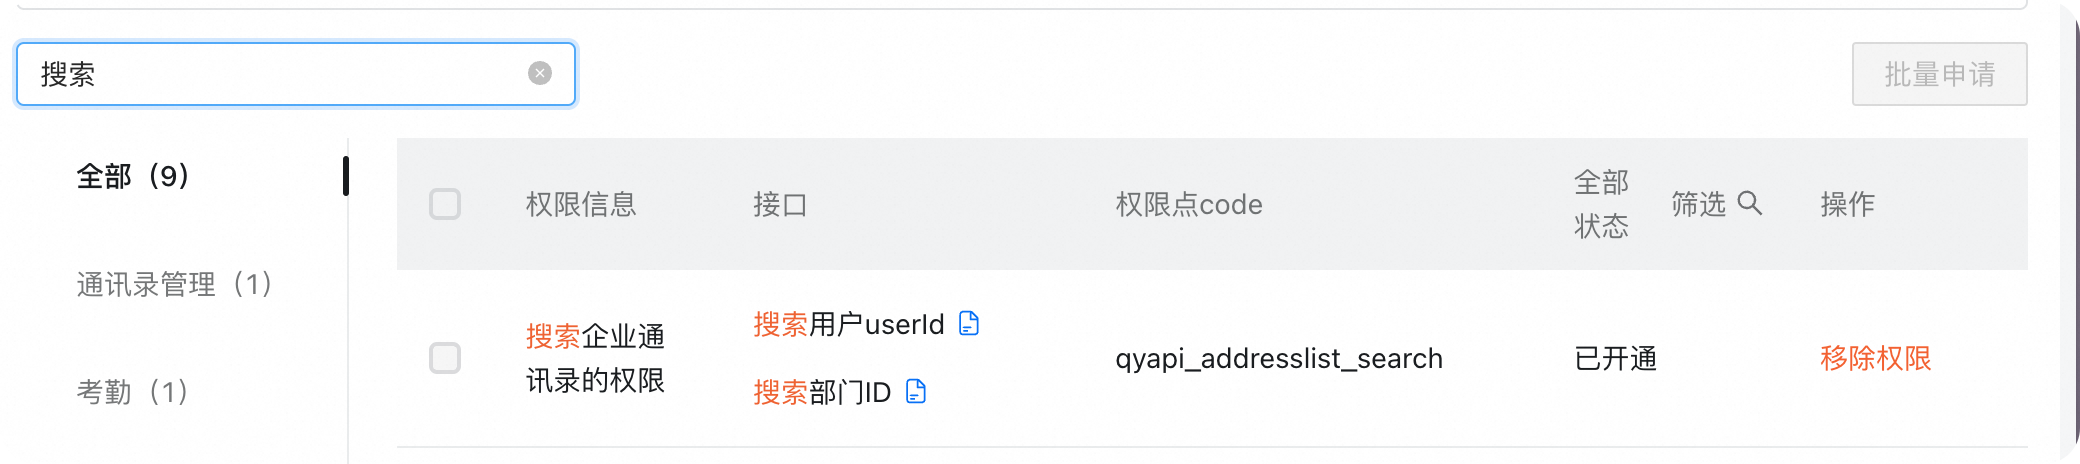 搜索
批量申请
全部（9）
通讯录管理（1）
考勤（1）
权限信息 接口 权限点code 全部状态 筛选 操作
搜索企业通
讯录的权限
搜索用户userId
搜索部门ID
qyapi_addresslist_search
已开通
移除权限